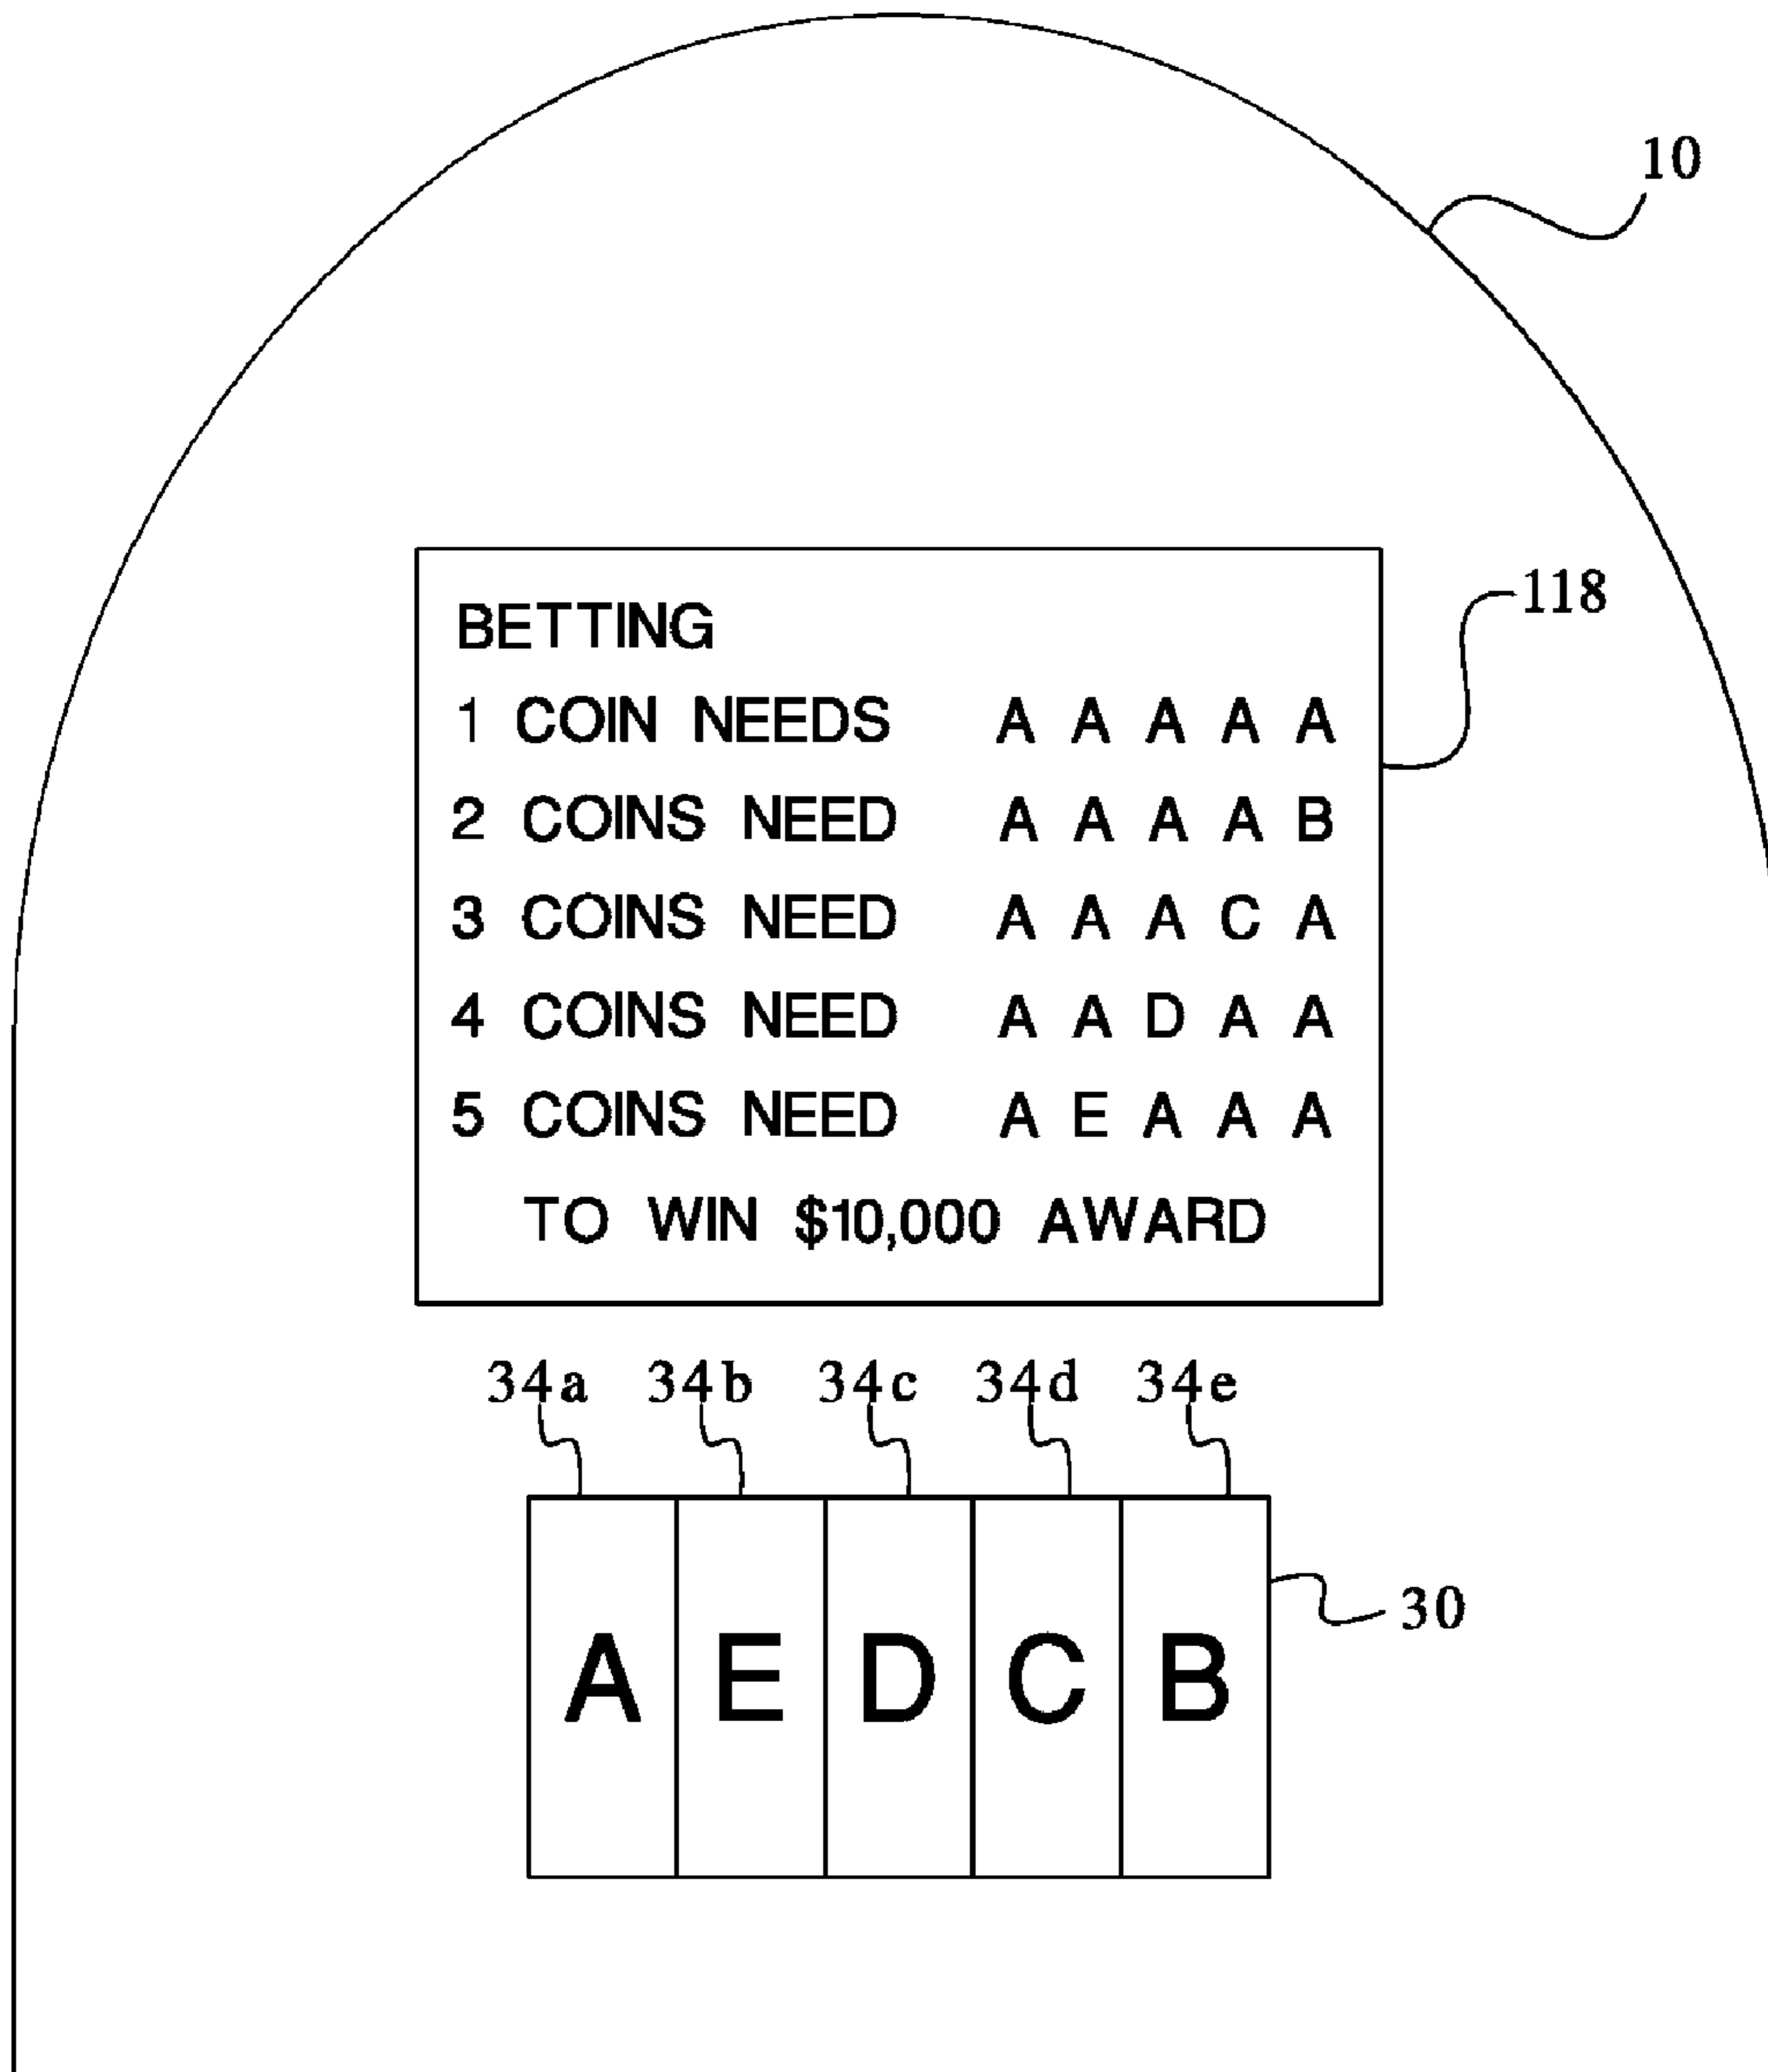 10
118
BETTING
1 COIN NEEDS A A A A A
2 COINS NEED A A A A B
3 COINS NEED A A A C A
4 COINS NEED A A D A A
5 COINS NEED A E A A A
TO WIN $10,000 AWARD
34a 34b 34c 34d 34e
30
A E D C B